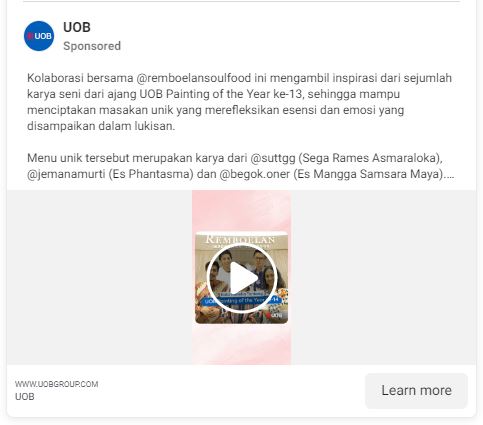 UOB
UOB
Sponsored
Kolaborasi bersama @remboelansoulfood ini mengambil inspirasi dari sejumlah
karya seni dari ajang UOB Painting of the Year ke-13, sehingga mampu
menciptakan masakan unik yang merefleksikan esensi dan emosi yang
disampaikan dalam lukisan.
Menu unik tersebut merupakan karya dari @suttgg (Sega Rames Asmaraloka),
@jemanamurti (Es Phantasma) dan @begok.oner (Es Mangga Samsara Maya)....
REMBOELAN
UOB Painting of the Year
UOB
WWW.UOBGROUP.COM
UOB
Learn more